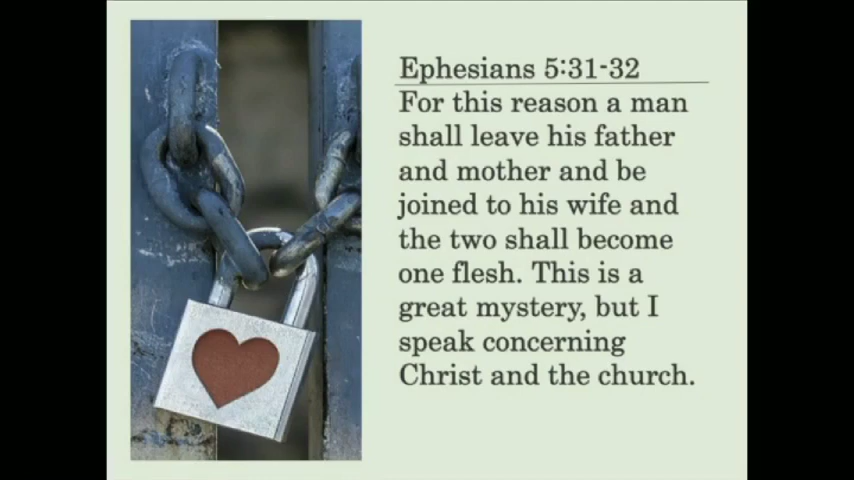 Ephesians 5:31-32
For this reason a man
shall leave his father
and mother and be
joined to his wife and
the two shall become
one flesh. This is a
great mystery, but I
speak concerning
Christ and the church.